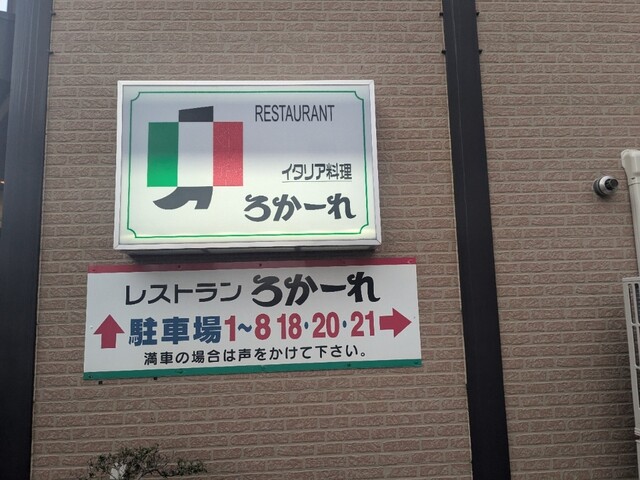 RESTAURANT
イタリア料理
ろかーれ
レストラン ろかーれ
↑ 駐車場1~8 18・20・21 →
満車の場合は声をかけて下さい。